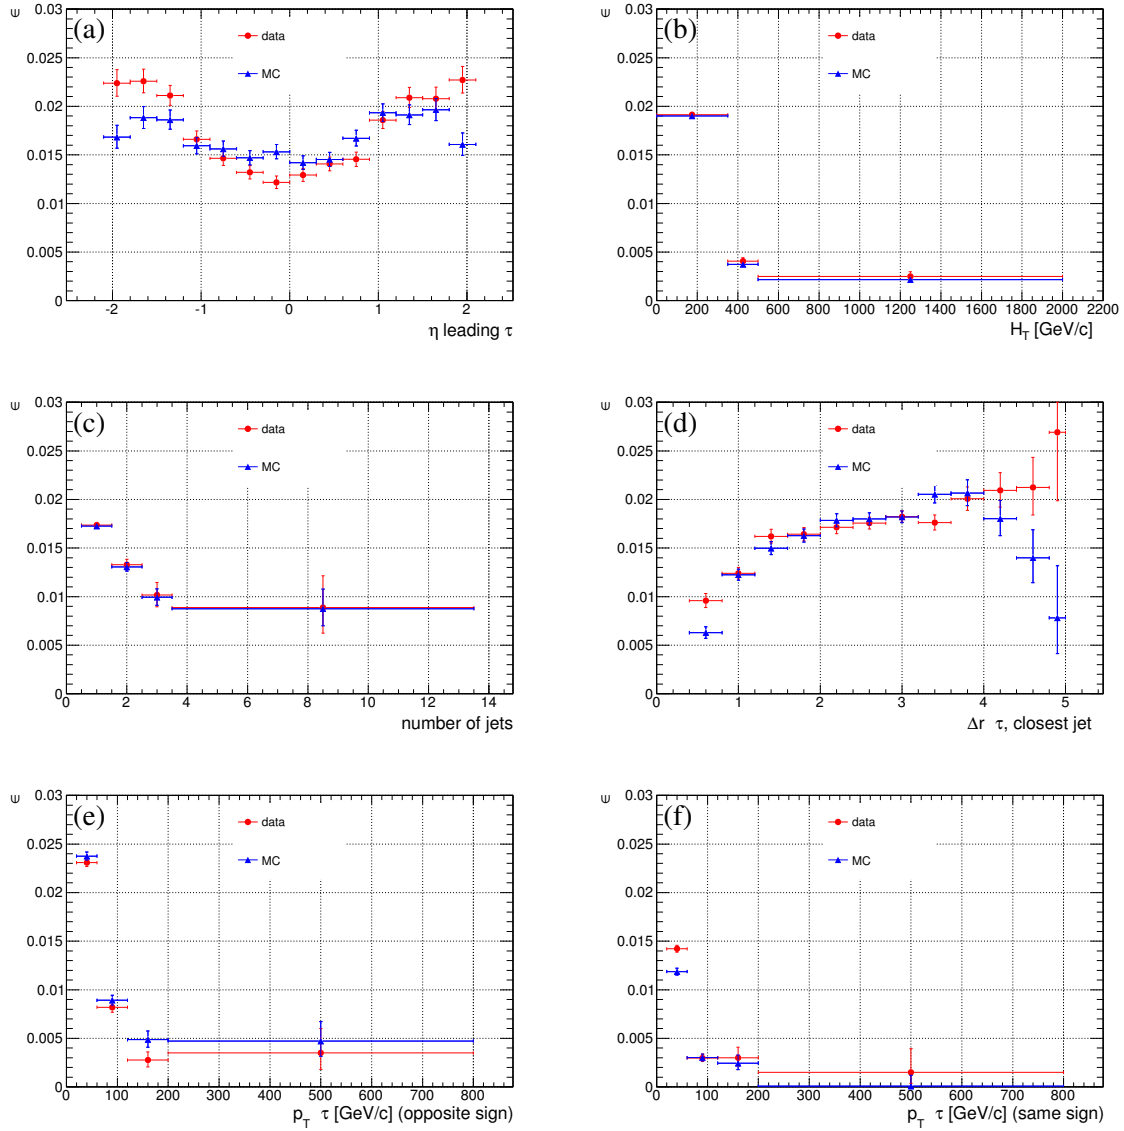 ∈
(a)
data
MC
0.03
0.025
0.02
0.015
0.01
0.005
0
-2 -1 0 1 2
η leading τ
∈
(b)
data
MC
0.03
0.025
0.02
0.015
0.01
0.005
0
0 200 400 600 800 1000 1200 1400 1600 1800 2000 2200
H_T [GeV/c]
∈
(c)
data
MC
0.03
0.025
0.02
0.015
0.01
0.005
0
0 2 4 6 8 10 12 14
number of jets
∈
(d)
data
MC
0.03
0.025
0.02
0.015
0.01
0.005
0
0 1 2 3 4 5
Δr τ, closest jet
∈
(e)
data
MC
0.03
0.025
0.02
0.015
0.01
0.005
0
0 100 200 300 400 500 600 700 800
p_T τ [GeV/c] (opposite sign)
∈
(f)
data
MC
0.03
0.025
0.02
0.015
0.01
0.005
0
0 100 200 300 400 500 600 700 800
p_T τ [GeV/c] (same sign)